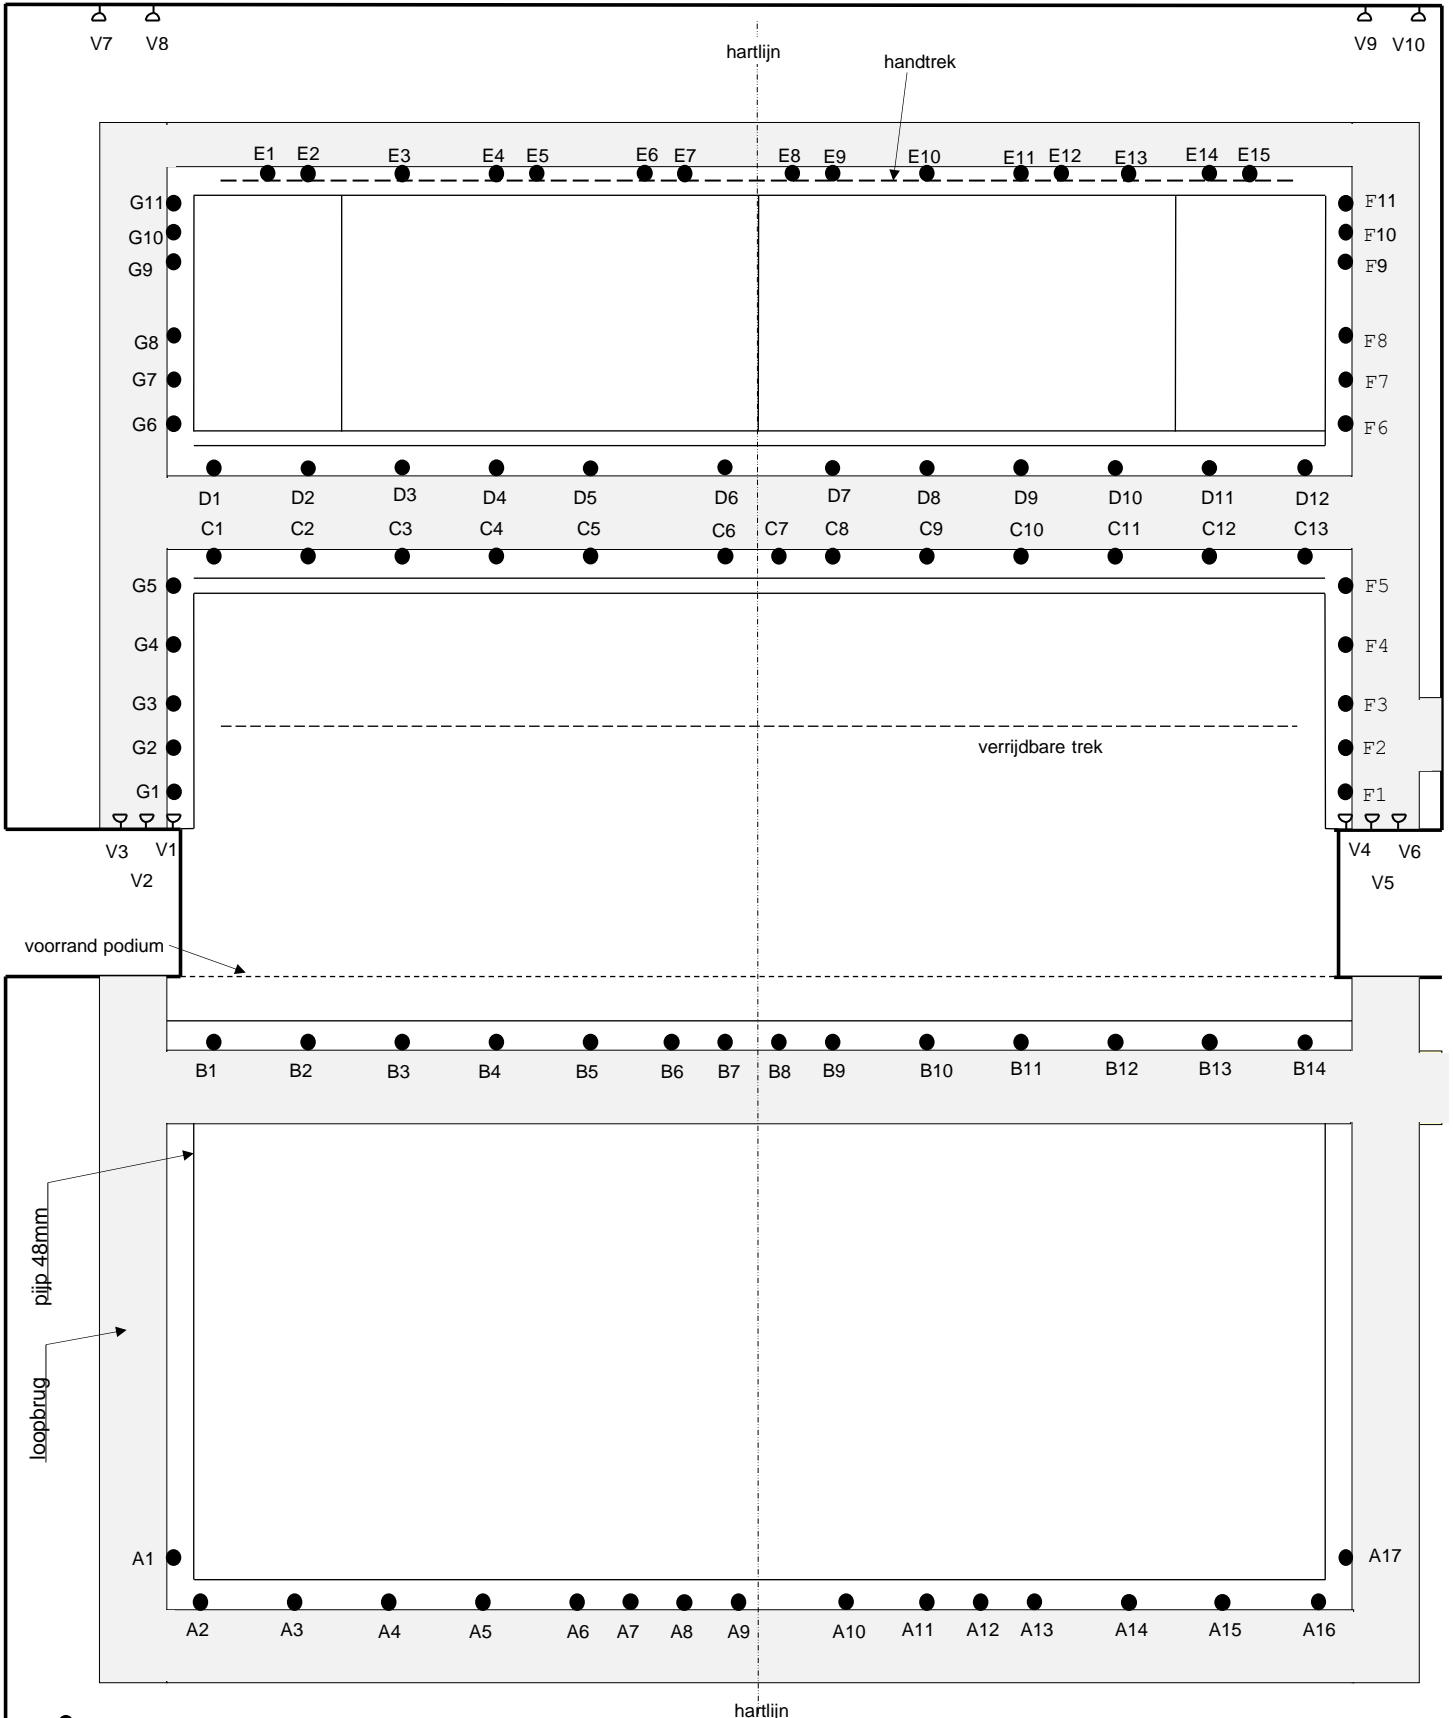 V7 V8 V9 V10
hartlijn
handtrek
E1 E2 E3 E4 E5 E6 E7 E8 E9 E10 E11 E12 E13 E14 E15
G11 F11
G10 F10
G9 F9
G8 F8
G7 F7
G6 F6
D1 D2 D3 D4 D5 D6 D7 D8 D9 D10 D11 D12
C1 C2 C3 C4 C5 C6 C7 C8 C9 C10 C11 C12 C13
G5 F5
G4 F4
G3 F3
G2 F2
verrijdbare trek
G1 F1
V3 V1 V4 V6
V2 V5
voorrand podium
B1 B2 B3 B4 B5 B6 B7 B8 B9 B10 B11 B12 B13 B14
pijp 48mm
loopbrug
A1 A17
A2 A3 A4 A5 A6 A7 A8 A9 A10 A11 A12 A13 A14 A15 A16
hartlijn